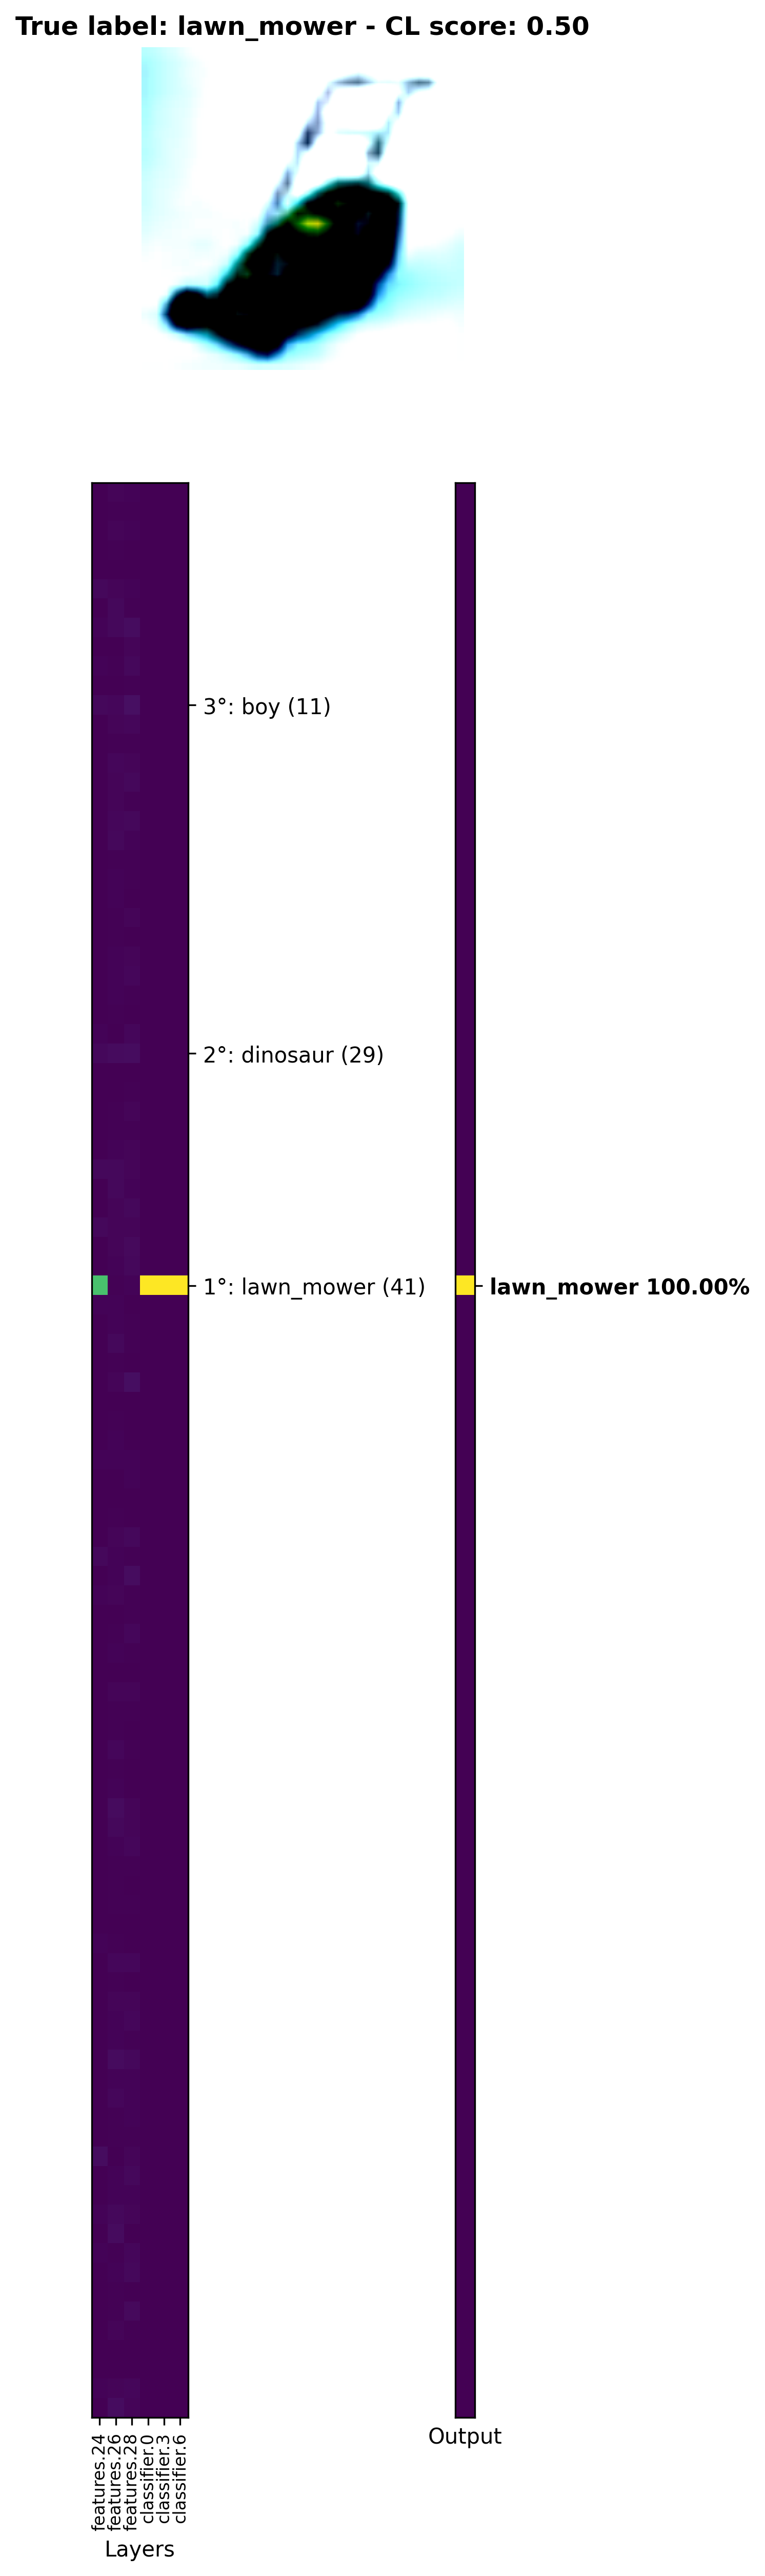 True label: lawn_mower - CL score: 0.50
3°: boy (11)
2°: dinosaur (29)
1°: lawn_mower (41)
lawn_mower 100.00%
features.24
features.26
features.28
classifier.0
classifier.3
classifier.6
Layers
Output